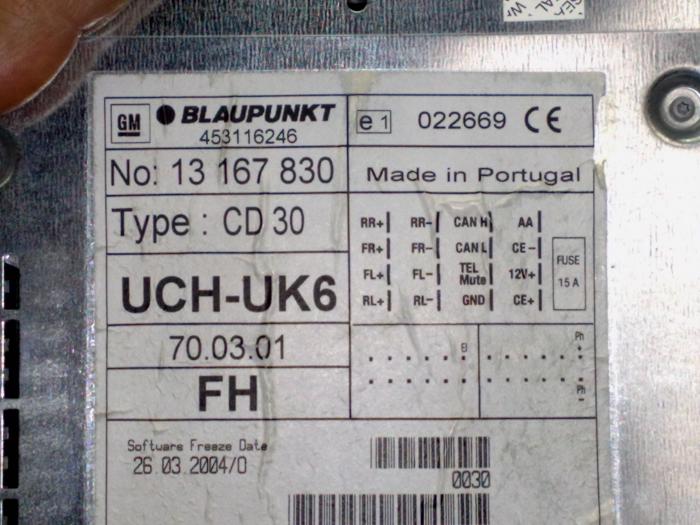 GM BLAUPUNKT
453116246
e1 022669 CE
No: 13 167 830
Made in Portugal
Type : CD 30
RR+ RR- CAN H AA
FR+ FR- CAN L CE-
FL+ FL- TEL Mute 12V+
RL+ RL- GND CE+
FUSE
15 A
UCH-UK6
70.03.01
FH
Ph
+
Ph
-
Software Freeze Date
26.03.2004/0
0030